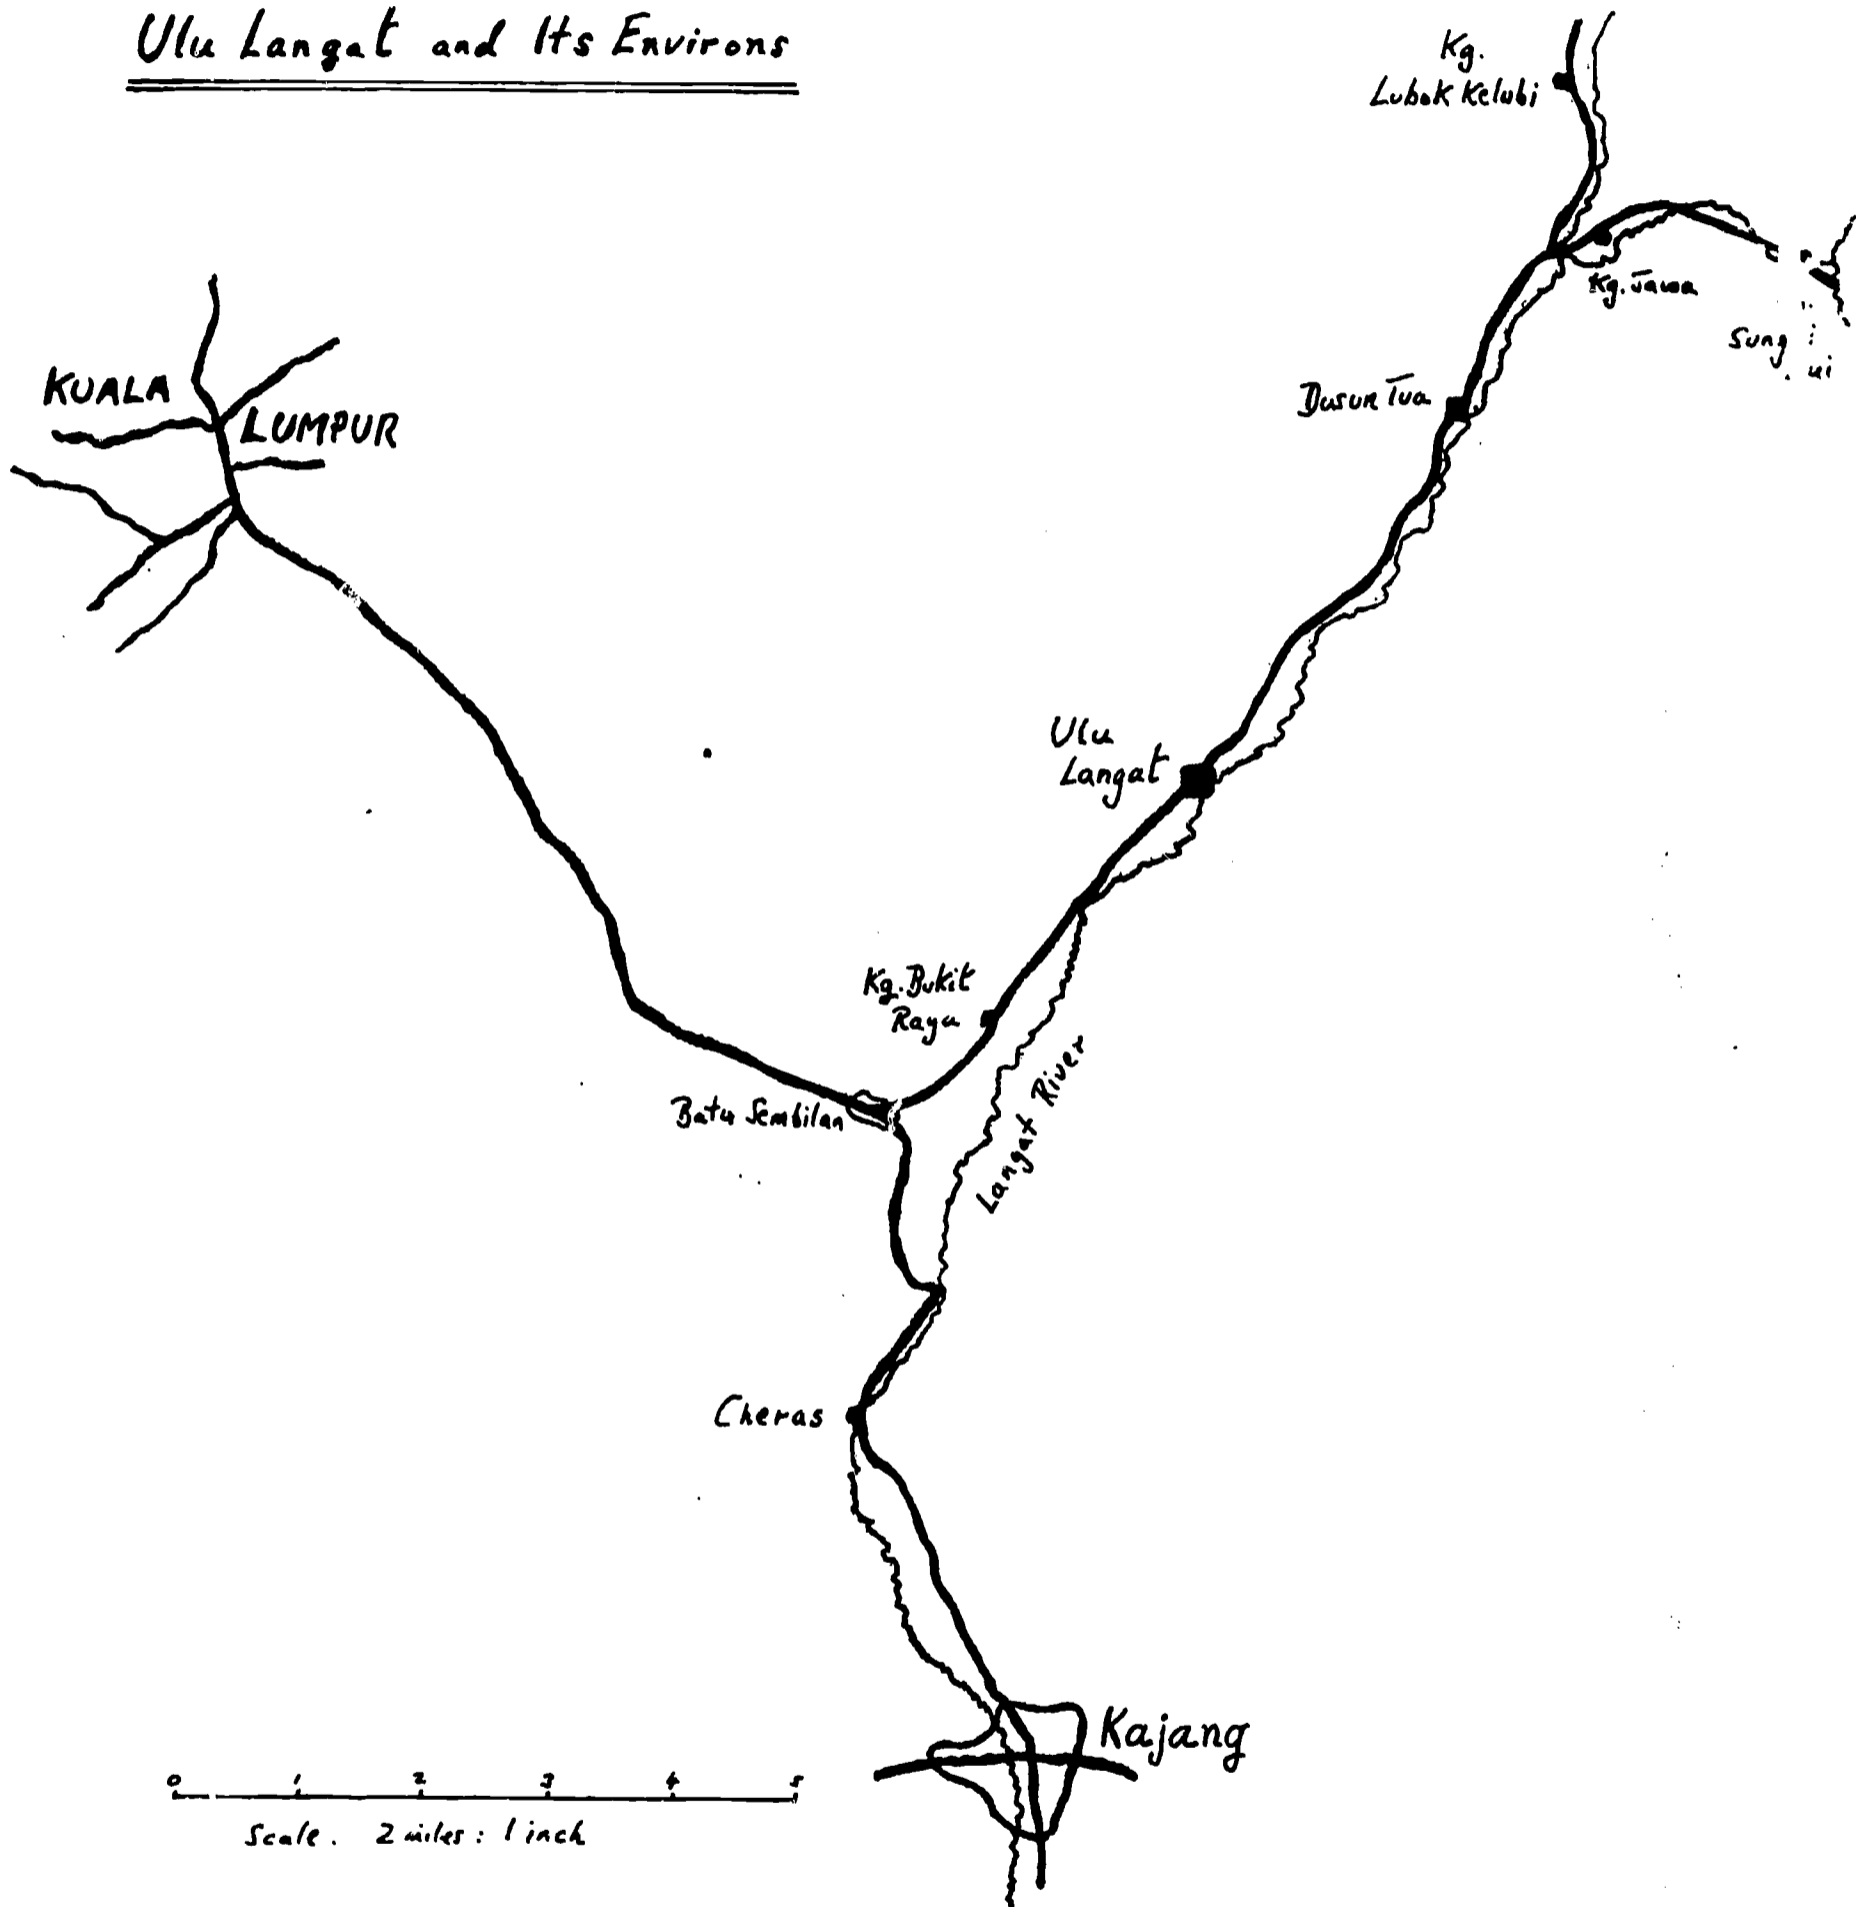 Ulu Langat and Its Environs
Kg.
Lubok Kelubi
Kg. Jawa
Sung
ui
KUALA
LUMPUR
Dusun Tua
Ulu
Langat
Kg. Bukit
Raya
Langat River
Batu Sembilan
Cheras
Kajang
0 1 2 3 4 5
Scale. 2 miles : 1 inch